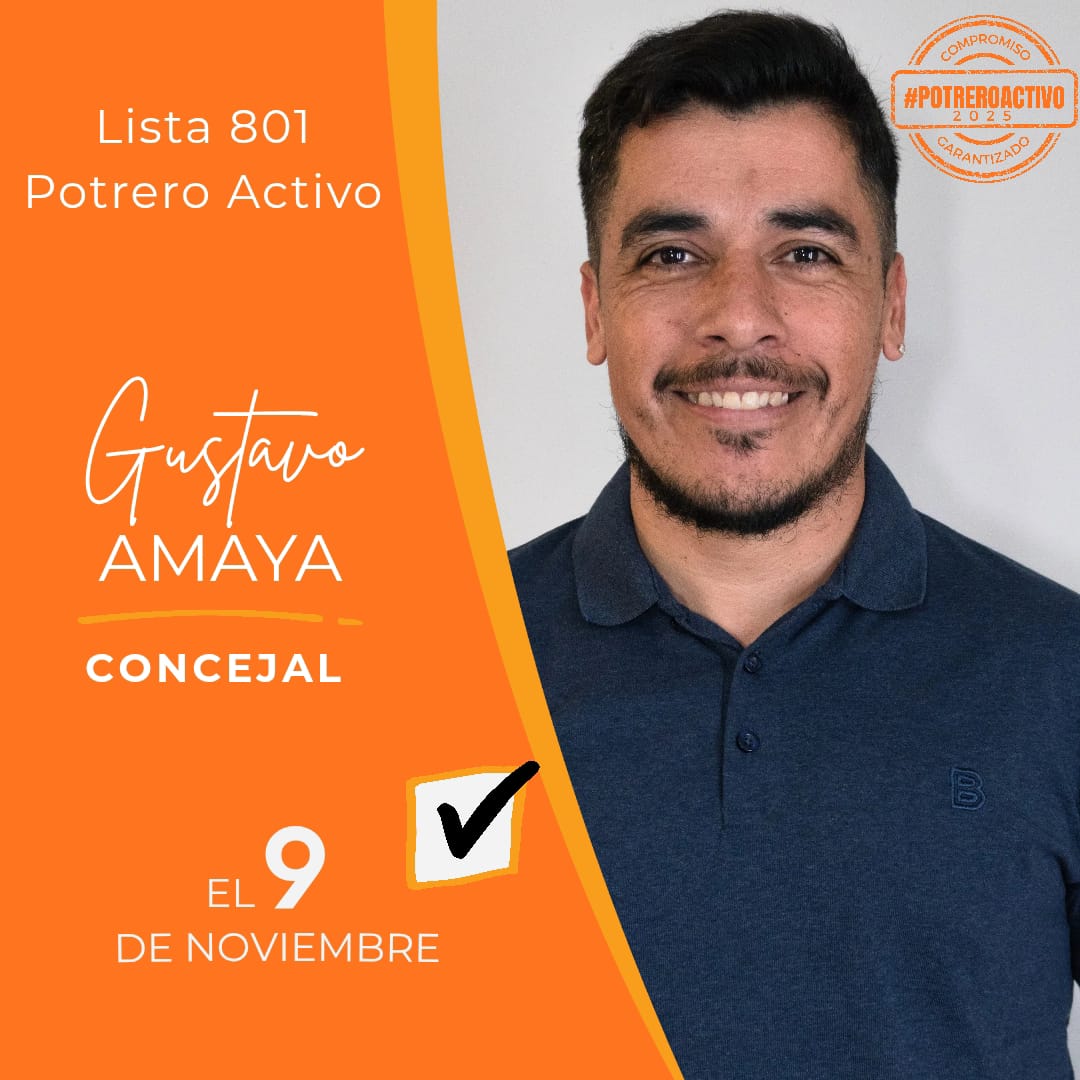 Lista 801
Potrero Activo
Gustavo
AMAYA
CONCEJAL
EL 9
DE NOVIEMBRE
COMPROMISO
#POTREROACTIVO
2025
GARANTIZADO
B